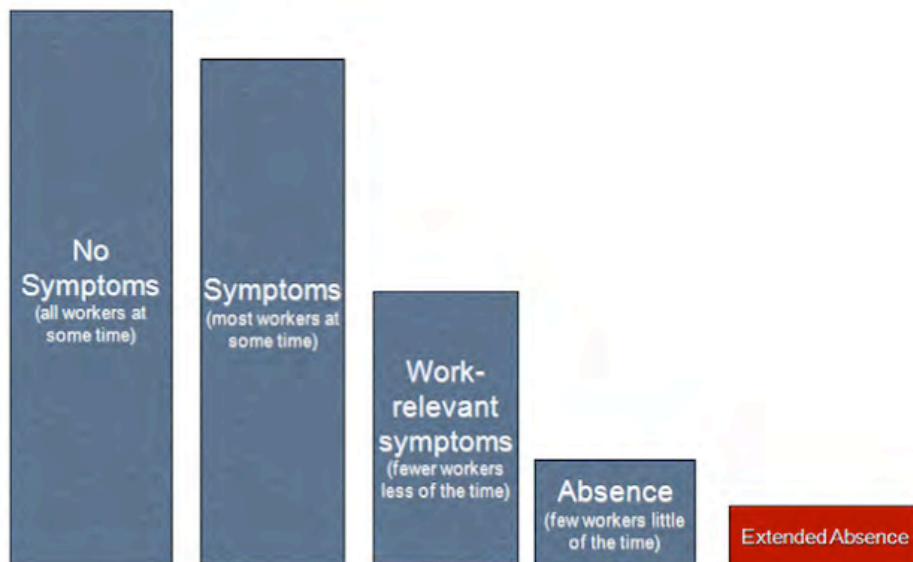 No
Symptoms
(all workers at
some time)
Symptoms
(most workers at
some time)
Work-
relevant
symptoms
(fewer workers
less of the time)
Absence
(few workers little
of the time)
Extended Absence